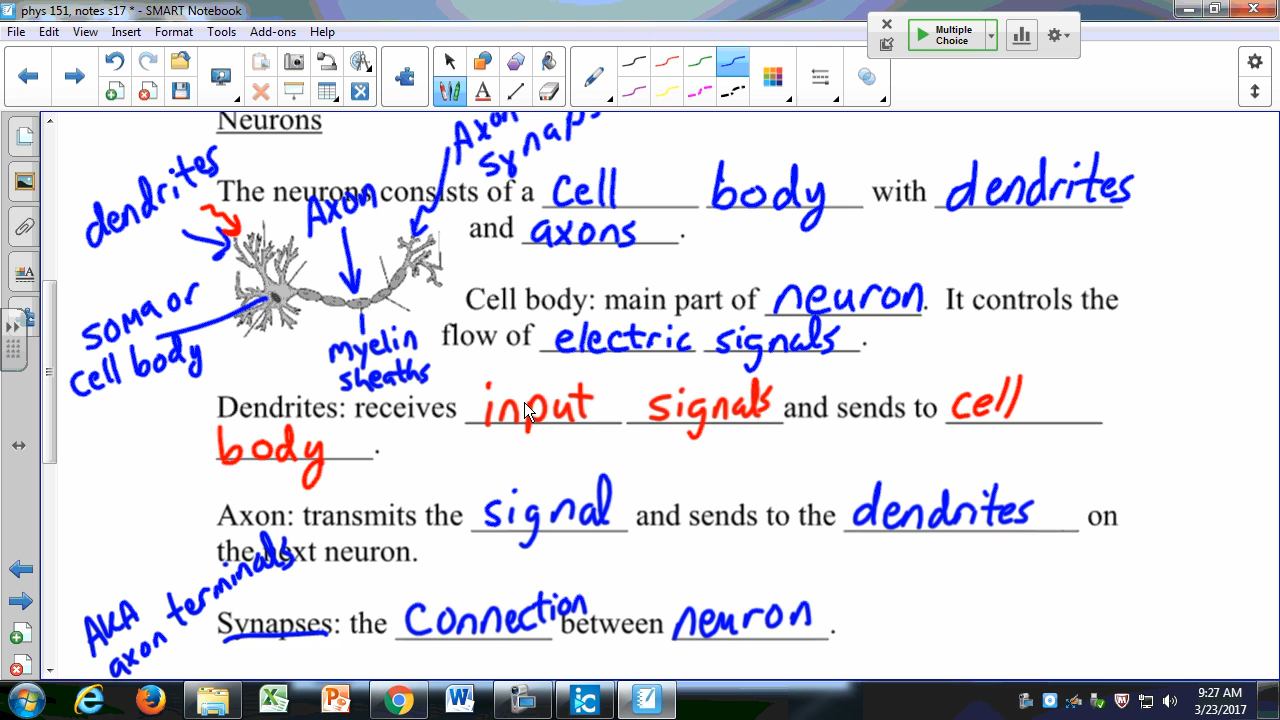 phys 151, notes s17 * - SMART Notebook
File Edit View Insert Format Tools Add-ons Help
Multiple
Choice
Neurons
Axon
synaps
dendrites
The neurons consists of a cell body with dendrites
Axon
and axons.
Cell body: main part of neuron. It controls the
soma or
cell body
flow of electric signals.
myelin
sheaths
Dendrites: receives input signals and sends to cell
body.
Axon: transmits the signal and sends to the dendrites on
the next neuron.
AKA
axon terminals
Synapses: the connection between neuron.
9:27 AM
3/23/2017